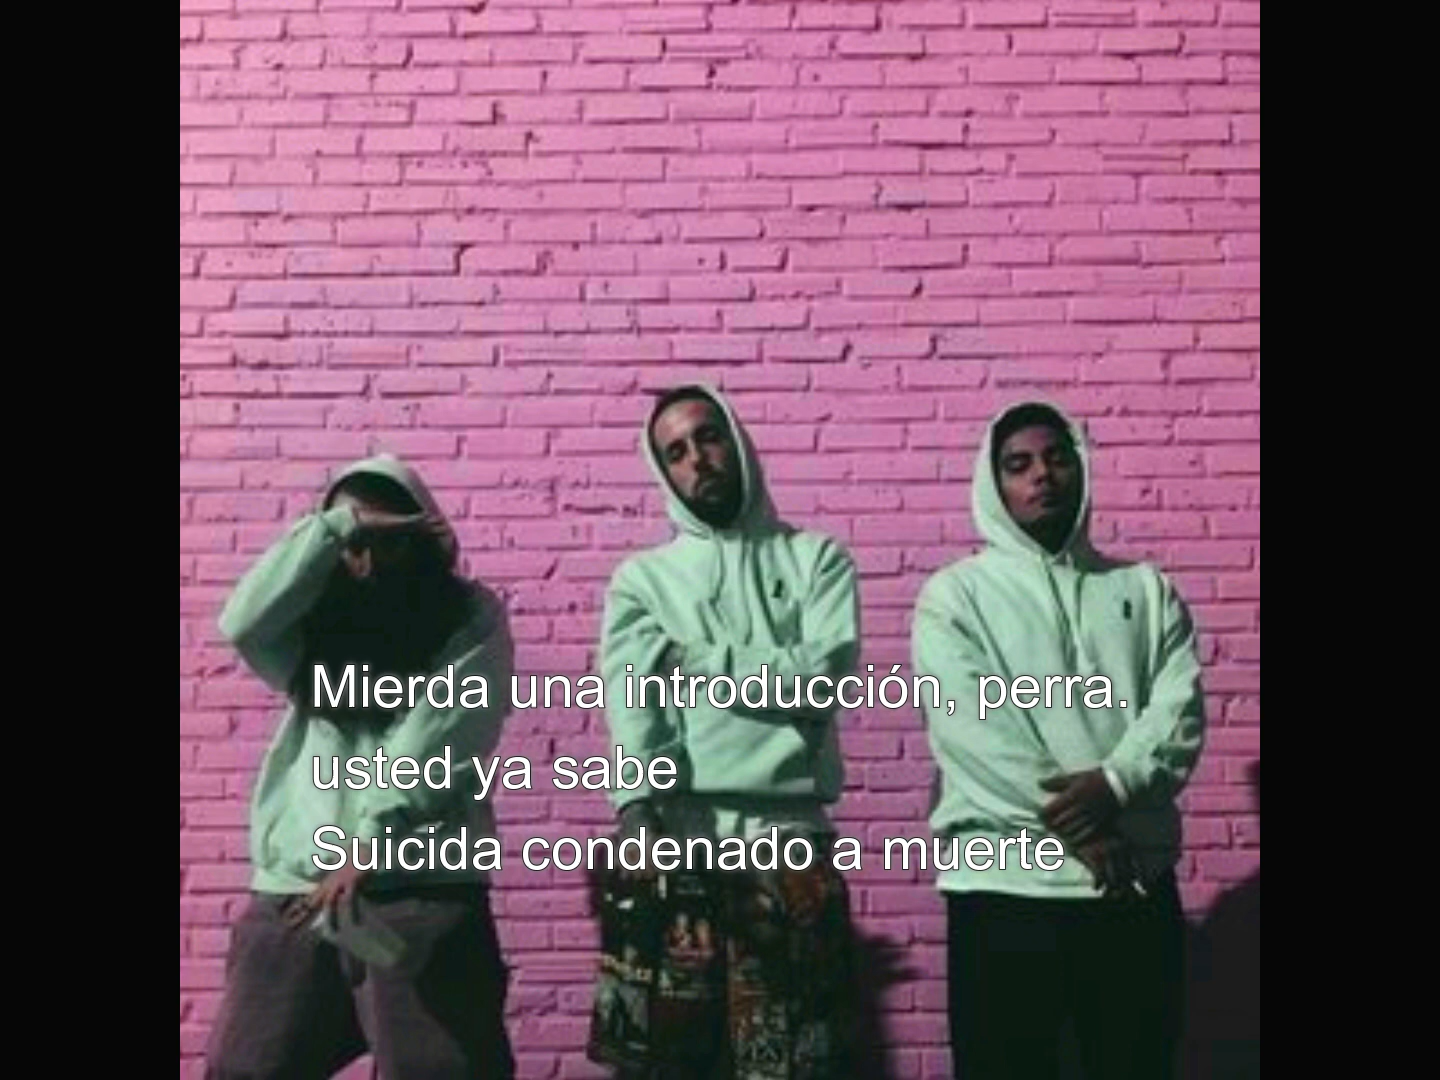 Mierda una introducción, perra.
usted ya sabe
Suicida condenado a muerte